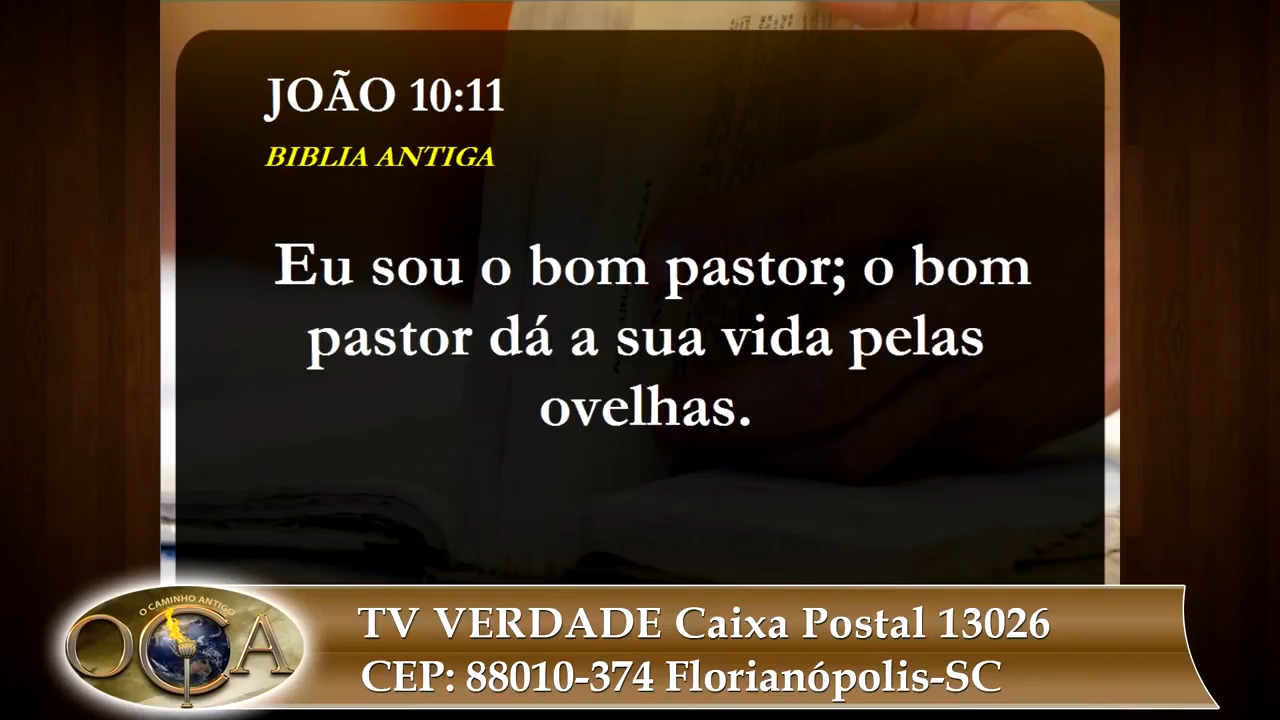 JOÃO 10:11
BIBLIA ANTIGA
Eu sou o bom pastor; o bom
pastor dá a sua vida pelas
ovelhas.
O CAMINHO ANTIGO
OCA
TV VERDADE Caixa Postal 13026
CEP: 88010-374 Florianópolis-SC